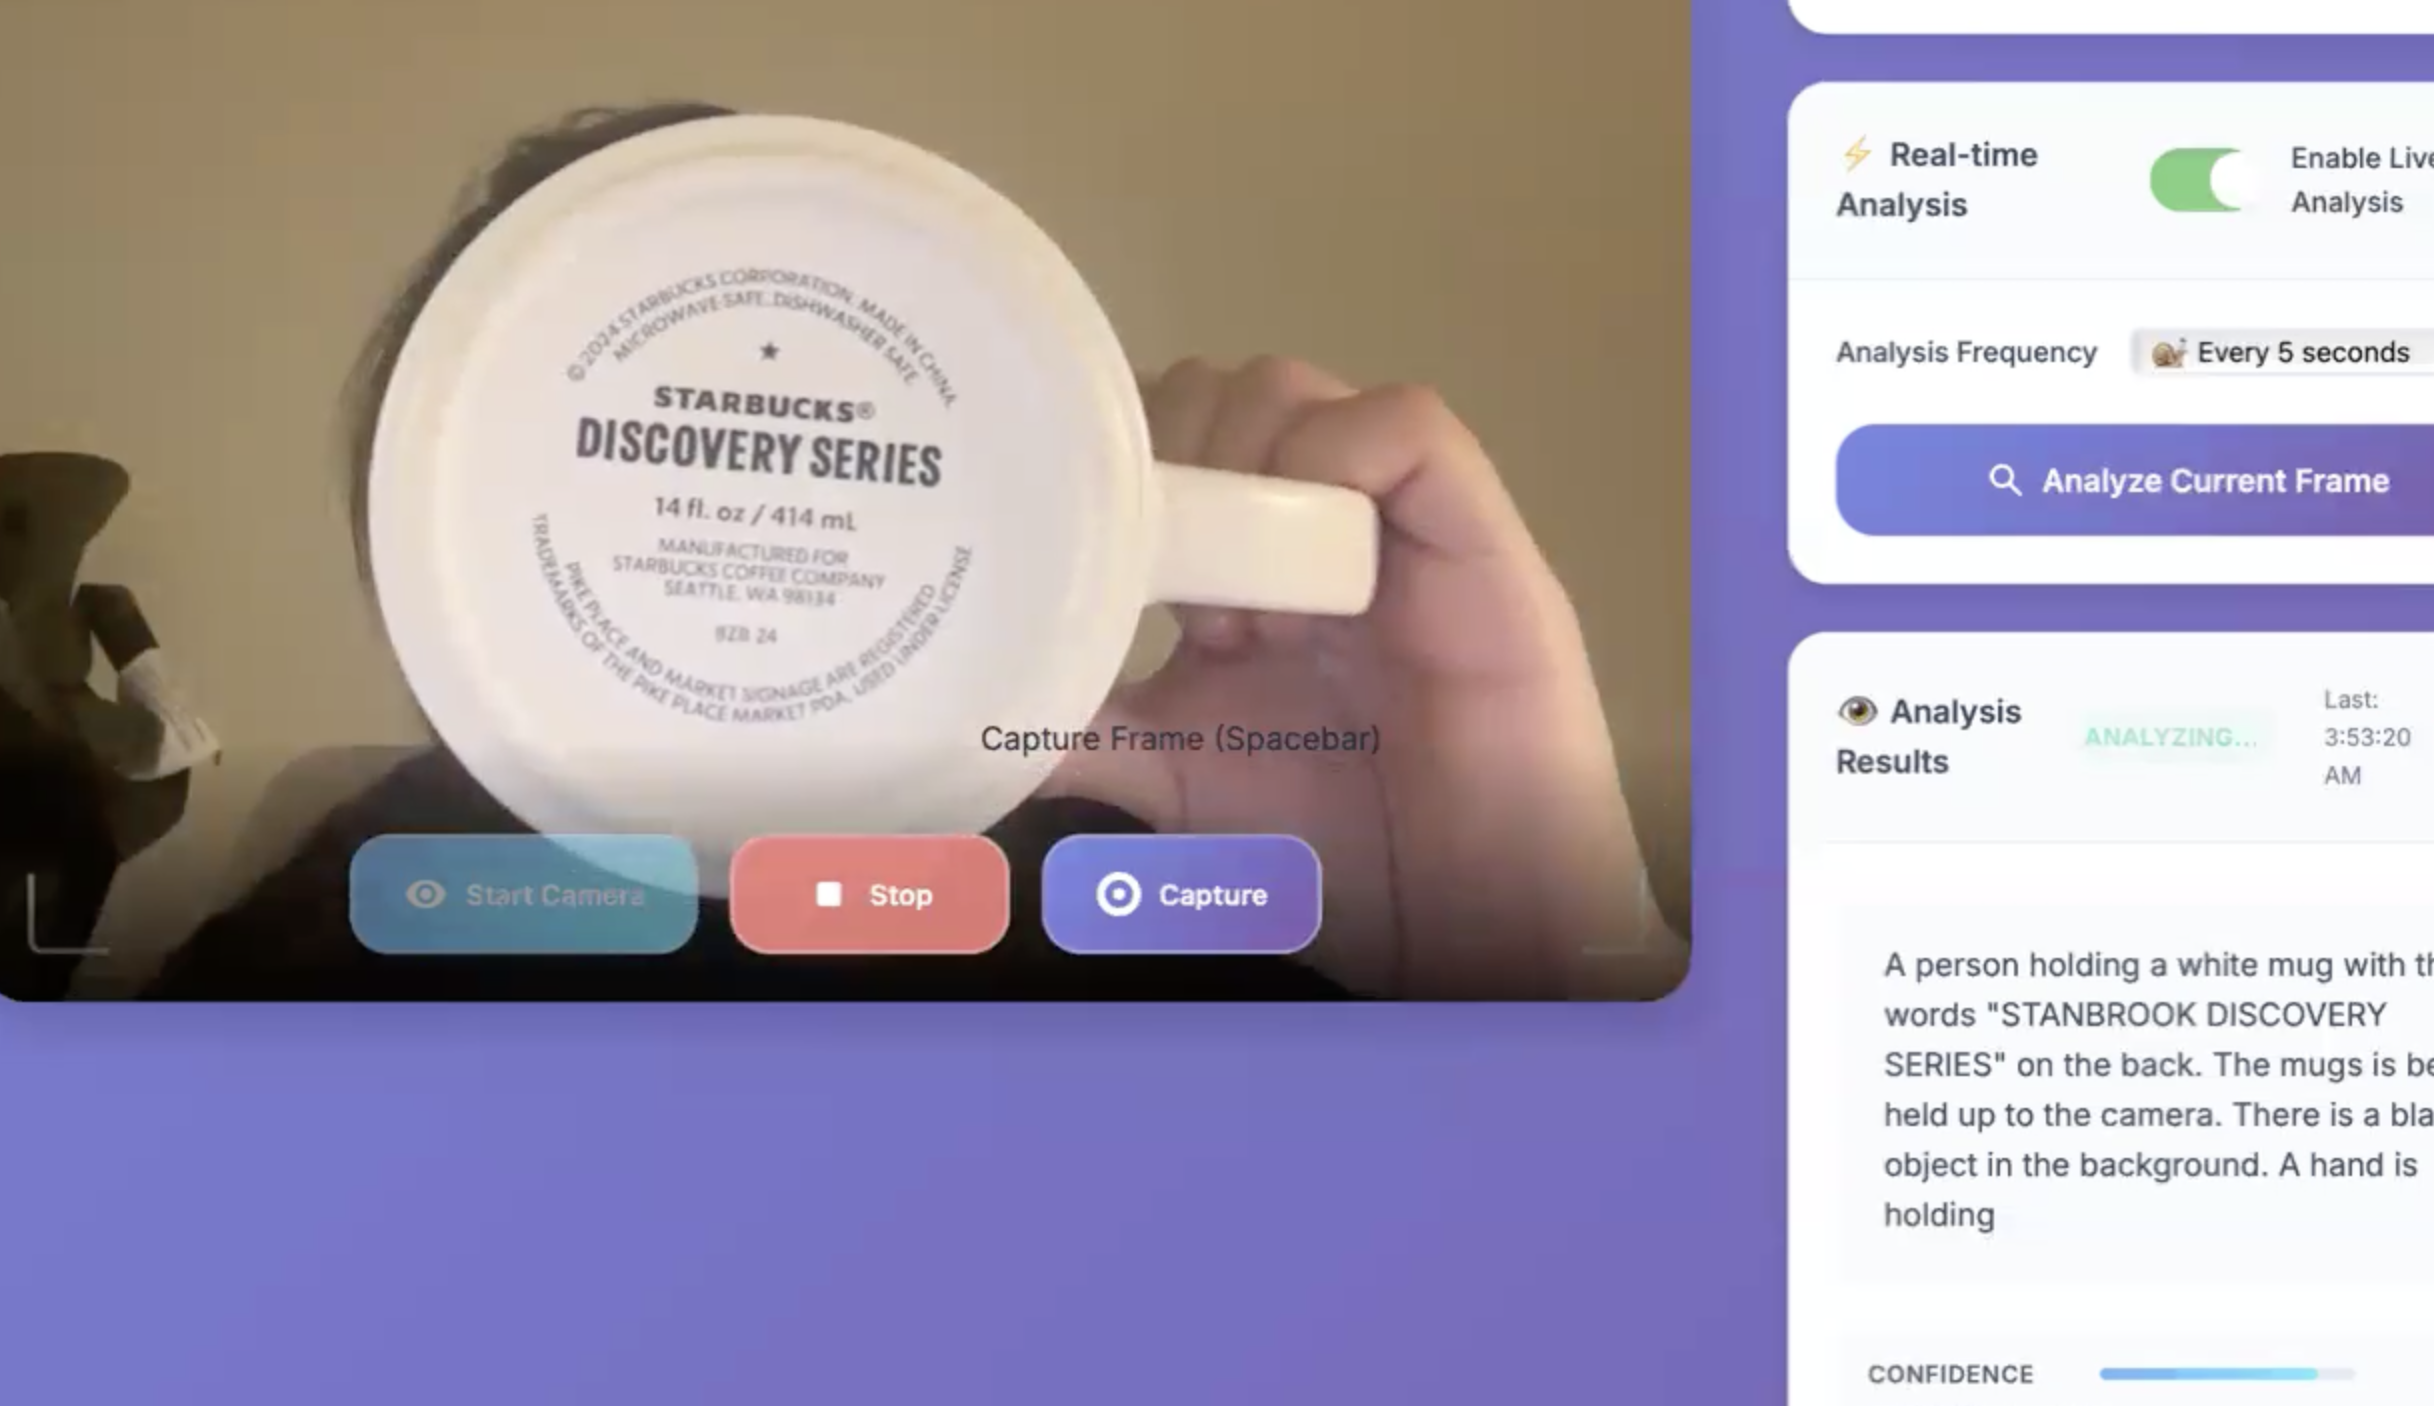 © 2024 STARBUCKS CORPORATION. MADE IN CHINA.
MICROWAVE SAFE. DISHWASHER SAFE.
STARBUCKS®
DISCOVERY SERIES
14 fl. oz / 414 mL
MANUFACTURED FOR
STARBUCKS COFFEE COMPANY
SEATTLE, WA 98134
BZB 24
PIKE PLACE AND MARKET SIGNAGE ARE REGISTERED
TRADEMARKS OF THE PIKE PLACE MARKET PDA, USED UNDER LICENSE
Capture Frame (Spacebar)
Start Camera
Stop
Capture
⚡ Real-time
Analysis
Enable Live
Analysis
Analysis Frequency
🐌 Every 5 seconds
Analyze Current Frame
👁️ Analysis
Results
ANALYZING...
Last:
3:53:20
AM
A person holding a white mug with th
words "STANBROOK DISCOVERY
SERIES" on the back. The mugs is be
held up to the camera. There is a bla
object in the background. A hand is
holding
CONFIDENCE